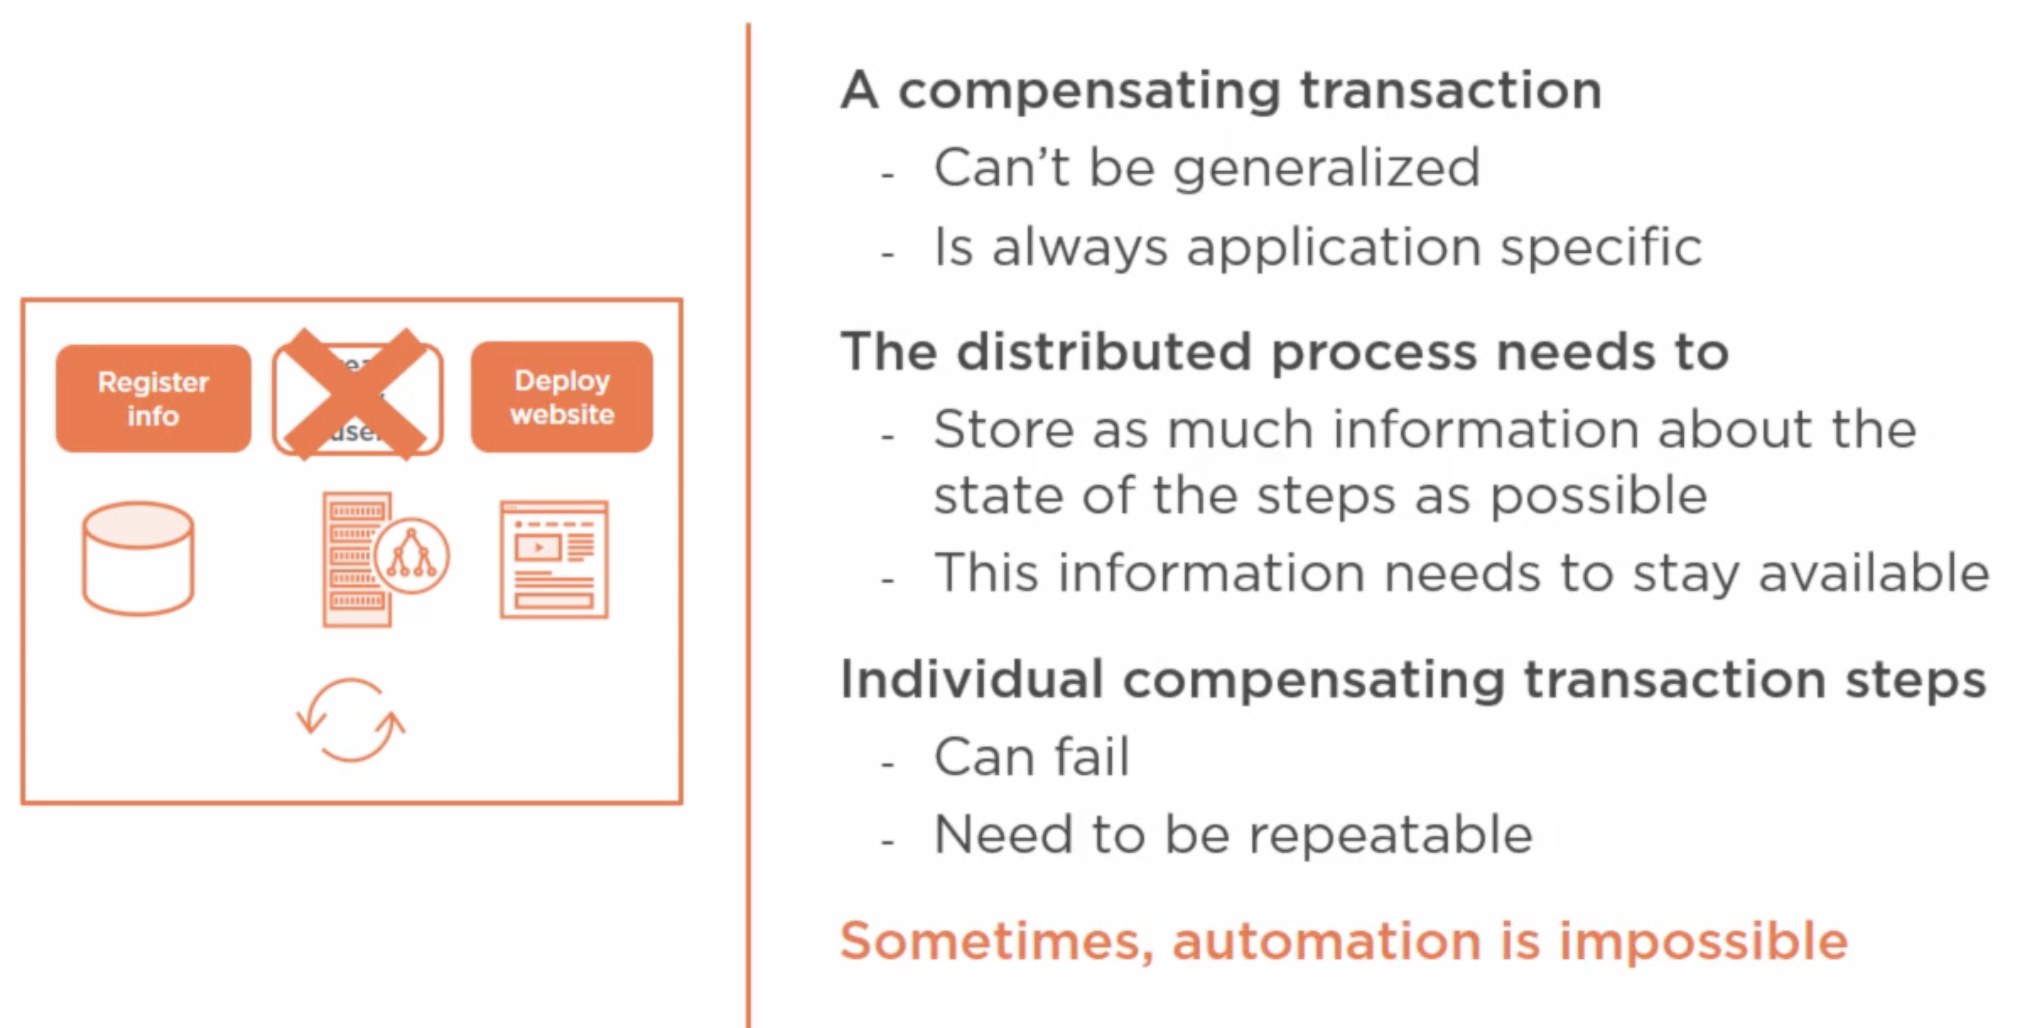 Register
info
Deploy
website
A compensating transaction
- Can't be generalized
- Is always application specific
The distributed process needs to
- Store as much information about the
state of the steps as possible
- This information needs to stay available
Individual compensating transaction steps
- Can fail
- Need to be repeatable
Sometimes, automation is impossible